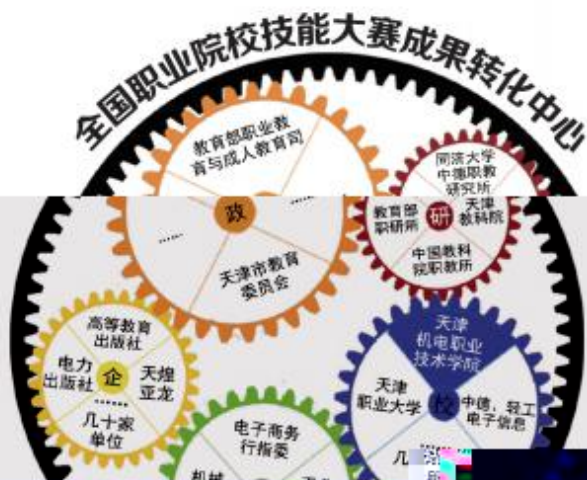 全国职业院校技能大赛成果转化中心
教育部职业教
育与成人教育司
政
......
......
天津市教育
委员会
同济大学
中德职教
研究所
教育部
职研所
研
天津
教科院
中国教科
院职教所
高等教育
出版社
电力
出版社
企
天煌
亚龙
......
几十家
单位
天津
机电职业
技术学院
天津
职业大学
校
中德、轻工
电子信息
......
几
电子商务
行指委
机械